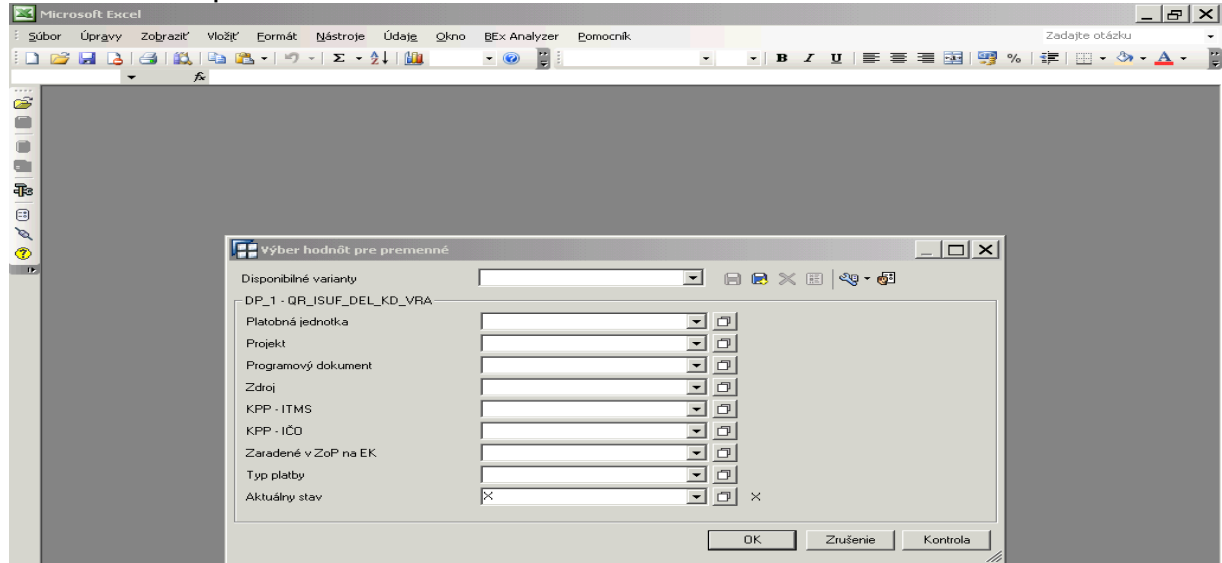 Microsoft Excel
Súbor Úpravy Zobraziť Vložiť Formát Nástroje Údaje Okno BEx Analyzer Pomocník Zadajte otázku
fx
B I U %
Výber hodnôt pre premenné
Disponibilné varianty
DP_1 - QR_ISUF_DEL_KD_VRA
Platobná jednotka
Projekt
Programový dokument
Zdroj
KPP - ITMS
KPP - IČO
Zaradené v ZoP na EK
Typ platby
Aktuálny stav X X
OK Zrušenie Kontrola